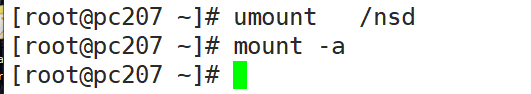 [root@pc207 ~]# umount   /nsd
[root@pc207 ~]# mount -a
[root@pc207 ~]#